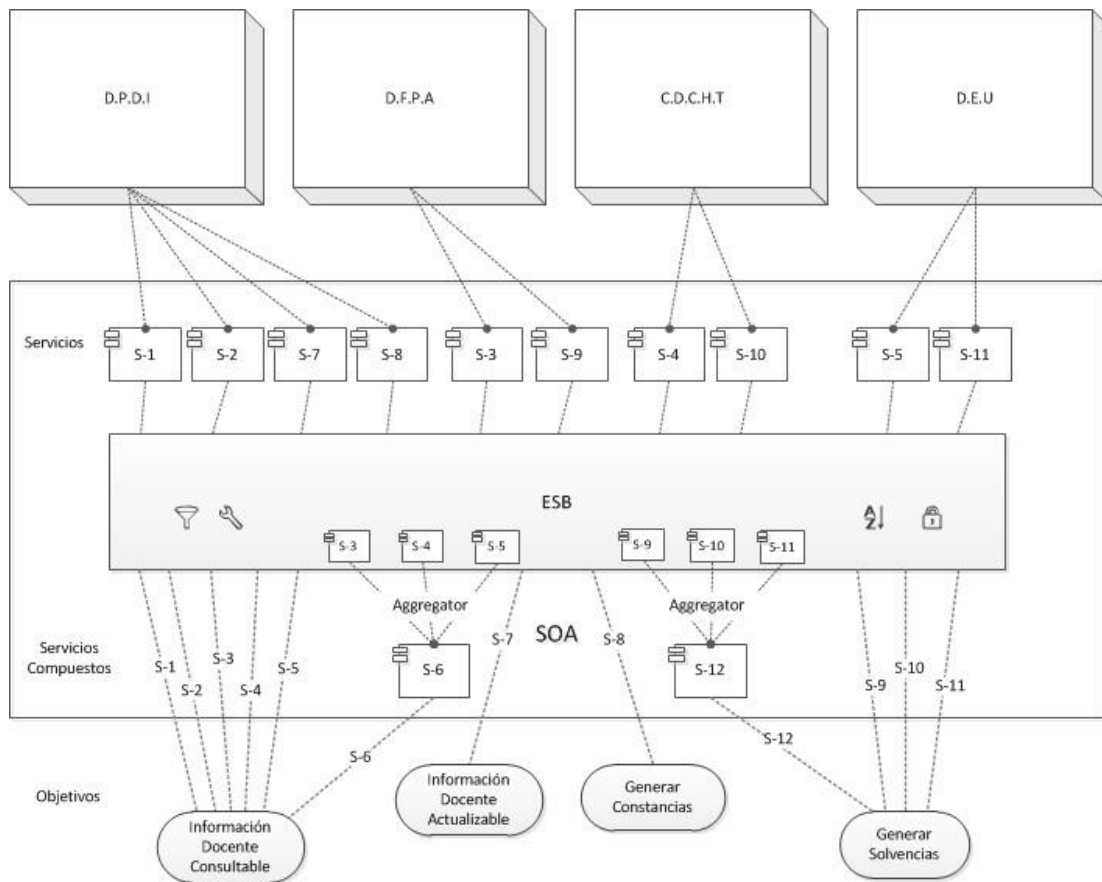 D.P.D.I
D.F.P.A
C.D.C.H.T
D.E.U
Servicios
S-1
S-2
S-7
S-8
S-3
S-9
S-4
S-10
S-5
S-11
ESB
A
Z
S-3
S-4
S-5
S-9
S-10
S-11
Aggregator
Aggregator
SOA
Servicios
Compuestos
S-1
S-2
S-3
S-4
S-5
S-6
S-7
S-8
S-12
S-9
S-10
S-11
S-6
S-12
Objetivos
Información
Docente
Consultable
Información
Docente
Actualizable
Generar
Constancias
Generar
Solvencias